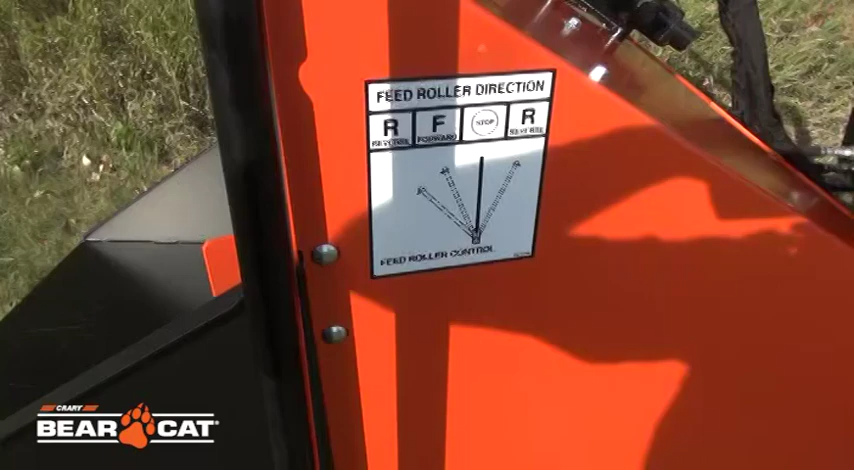 FEED ROLLER DIRECTION
R F STOP R
REVERSE FORWARD REVERSE
FEED ROLLER CONTROL
CRARY
BEAR CAT